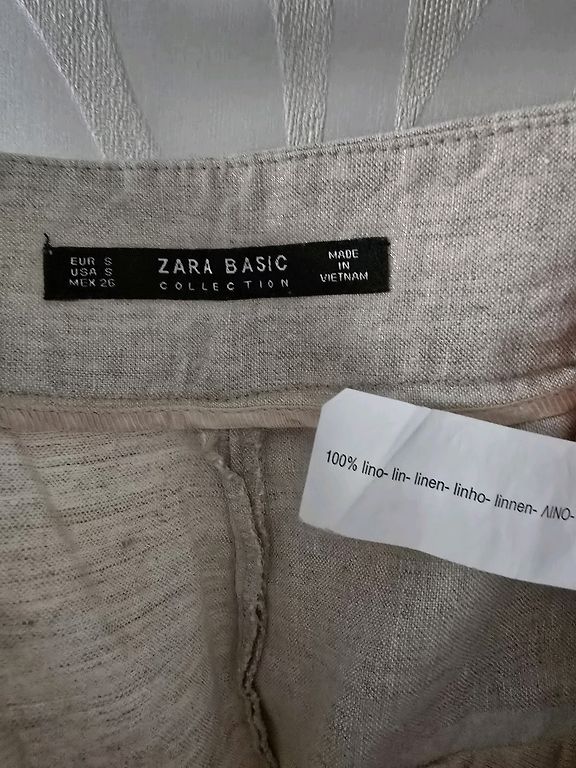 EUR S
USA S
MEX 26
ZARA BASIC
COLLECTION
MADE
IN
VIETNAM
100% lino- lin- linen- linho- linnen- ΛΙΝΟ-